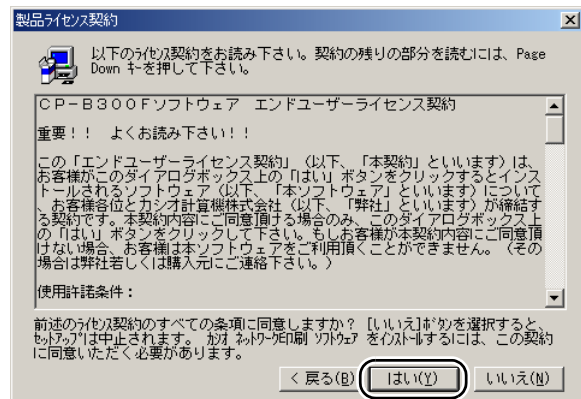 製品ライセンス契約
以下のライセンス契約をお読み下さい。契約の残りの部分を読むには、Page
Down キーを押して下さい。
ＣＰ－Ｂ３００Ｆソフトウェア　エンドユーザーライセンス契約
重要！！　よくお読み下さい！！
この「エンドユーザーライセンス契約」（以下、「本契約」といいます）は、
お客様がこのダイアログボックス上の「はい」ボタンをクリックするとインス
トールされるソフトウェア（以下、「本ソフトウェア」といいます）について
、お客様各位とカシオ計算機株式会社（以下、「弊社」といいます）が締結す
る契約です。本契約内容にご同意頂ける場合のみ、このダイアログボックス上
の「はい」ボタンをクリックして下さい。もしお客様が本契約内容にご同意頂
けない場合、お客様は本ソフトウェアをご利用頂くことができません。（その
場合は弊社若しくは購入元にご連絡下さい。）
使用許諾条件：
前述のライセンス契約のすべての条項に同意しますか？ [いいえ]ボタンを選択すると、
セットアップは中止されます。 カシオ ネットワークE印刷 ソフトウェア をインストールするには、この契約
に同意いただく必要があります。
< 戻る(B) はい(Y) いいえ(N)